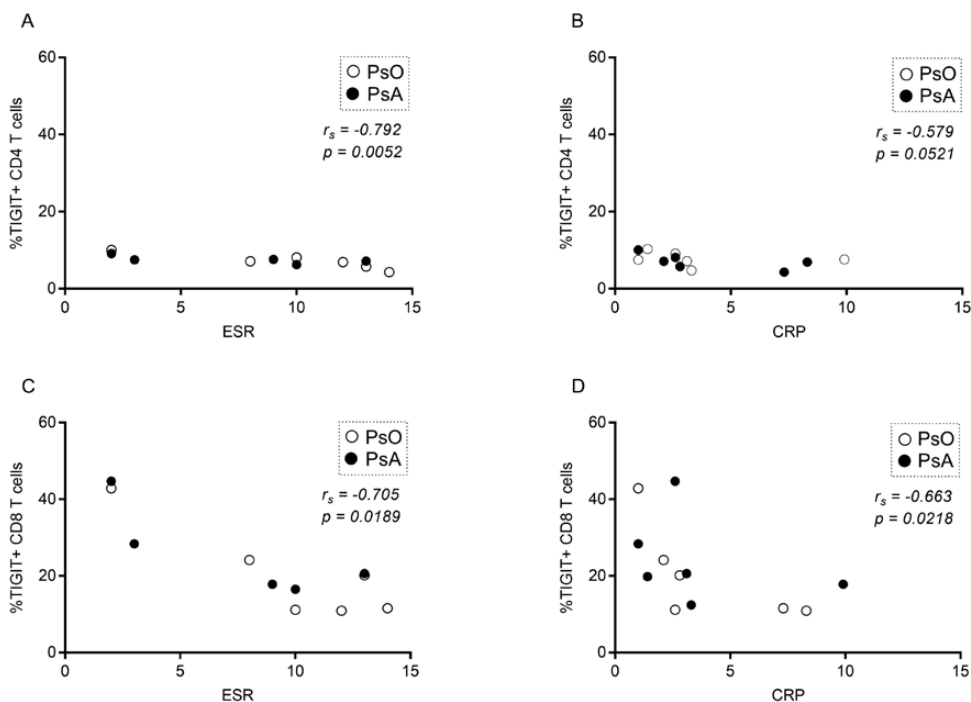 A
60
40
20
0
%TIGIT+ CD4 T cells
0 5 10 15
ESR
PsO
PsA
r_s = -0.792
p = 0.0052
B
60
40
20
0
%TIGIT+ CD4 T cells
0 5 10 15
CRP
PsO
PsA
r_s = -0.579
p = 0.0521
C
60
40
20
0
%TIGIT+ CD8 T cells
0 5 10 15
ESR
PsO
PsA
r_s = -0.705
p = 0.0189
D
60
40
20
0
%TIGIT+ CD8 T cells
0 5 10 15
CRP
PsO
PsA
r_s = -0.663
p = 0.0218